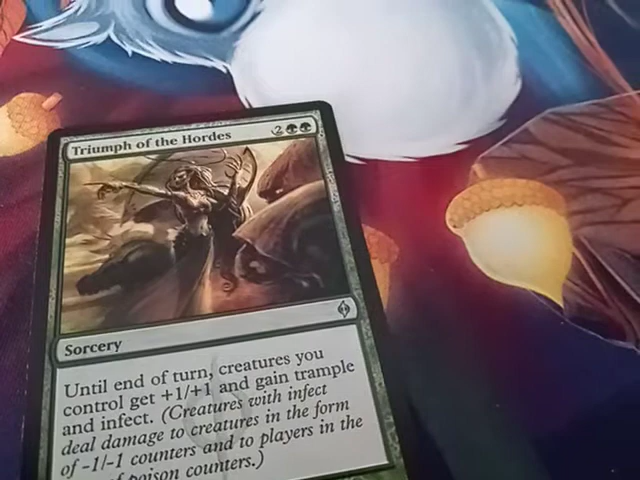 Triumph of the Hordes 2
Sorcery
Until end of turn, creatures you
control get +1/+1 and gain trample
and infect. (Creatures with infect
deal damage to creatures in the form
of -1/-1 counters and to players in the
of poison counters.)